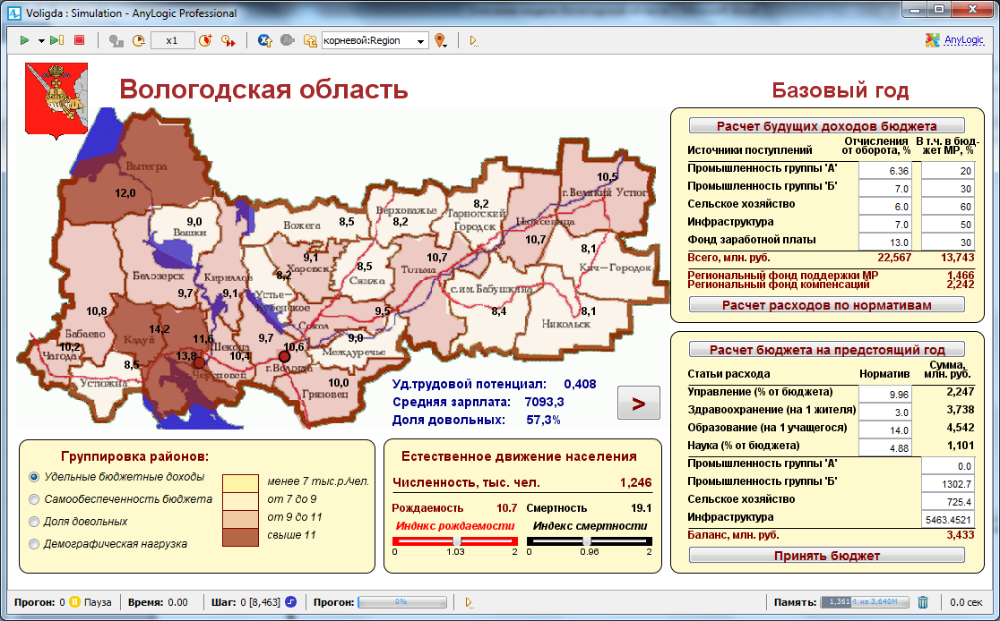 Voligda : Simulation - AnyLogic Professional
x1
корневой:Region
AnyLogic
Вологодская область
Базовый год
Вытегра
12,0
9,0
Вашки
Вожега
8,5
Верховажье
8,2
8,2
Тарногский
Городок
10,5
г.Великий Устюг
Нюксеница
10,7
8,1
Кич-Городок
Белозерск
9,7
Кириллов
9,1
9,1
Харовск
8,2
8,5
Сямжа
10,7
Тотьма
с.им.Бабушкина
8,4
8,1
Никольск
Устье-
Кубенское
9,5
Сокол
10,8
Бабаево
14,2
Кадуй
11,6
Шексна
9,7
10,6
9,0
Междуречье
10,2
Чагода
8,5
Устюжна
13,8
Череповец
10,4
г.Вологда
10,0
Грязовец
Уд.трудовой потенциал: 0,408
Средняя зарплата: 7093,3
Доля довольных: 57,3%
>
Расчет будущих доходов бюджета
Источники поступлений
Отчисления
от оборота, %
В т.ч. в бюд-
жет МР, %
Промышленность группы 'А' 6.36 20
Промышленность группы 'Б' 7.0 30
Сельское хозяйство 6.0 60
Инфраструктура 7.0 50
Фонд заработной платы 13.0 30
Всего, млн. руб. 22,567 13,743
Региональный фонд поддержки МР 1,466
Региональный фонд компенсаций 2,242
Расчет расходов по нормативам
Расчет бюджета на предстоящий год
Статьи расхода Норматив
Сумма,
млн. руб.
Управление (% от бюджета) 9.96 2,247
Здравоохранение (на 1 жителя) 3.0 3,738
Образование (на 1 учащегося) 14.0 4,542
Наука (% от бюджета) 4.88 1,101
Промышленность группы 'А' 0.0
Промышленность группы 'Б' 1302.7
Сельское хозяйство 725.4
Инфраструктура 5463.4521
Баланс, млн. руб. 3,433
Принять бюджет
Группировка районов:
Удельные бюджетные доходы
Самообеспеченность бюджета
Доля довольных
Демографическая нагрузка
менее 7 тыс.р./чел.
от 7 до 9
от 9 до 11
свыше 11
Естественное движение населения
Численность, тыс. чел. 1,246
Рождаемость 10.7 Смертность 19.1
Индкс рождаемости Индекс смертности
0 1.03 2 0 0.96 2
Прогон: 0 Пауза Время: 0.00 Шаг: 0 [8,463] Прогон: 0% Память: 1,361M из 3,640M 0.0 сек